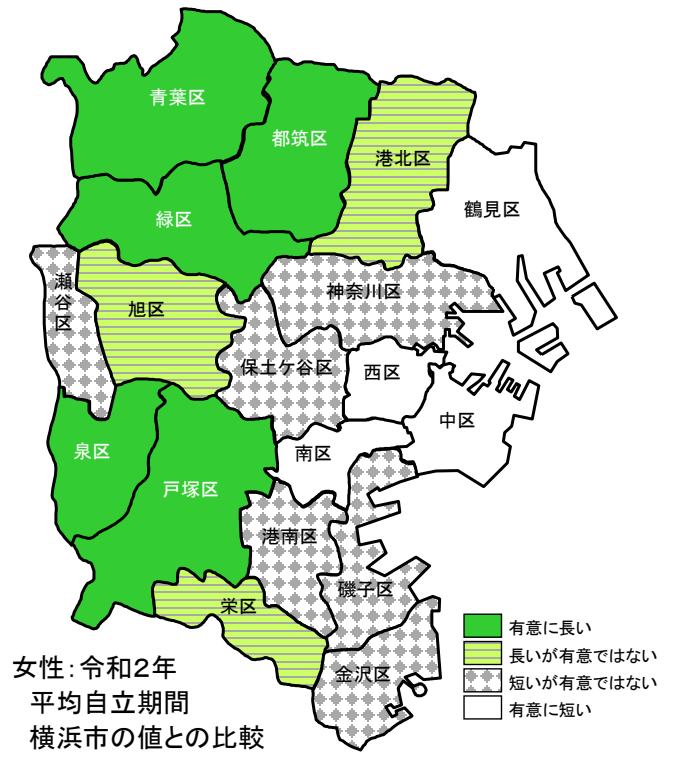 青葉区
都筑区
港北区
鶴見区
緑区
瀬谷区
旭区
神奈川区
保土ケ谷区
西区
中区
泉区
南区
戸塚区
港南区
磯子区
栄区
金沢区
有意に長い
長いが有意ではない
短いが有意ではない
有意に短い
女性：令和２年
平均自立期間
横浜市の値との比較